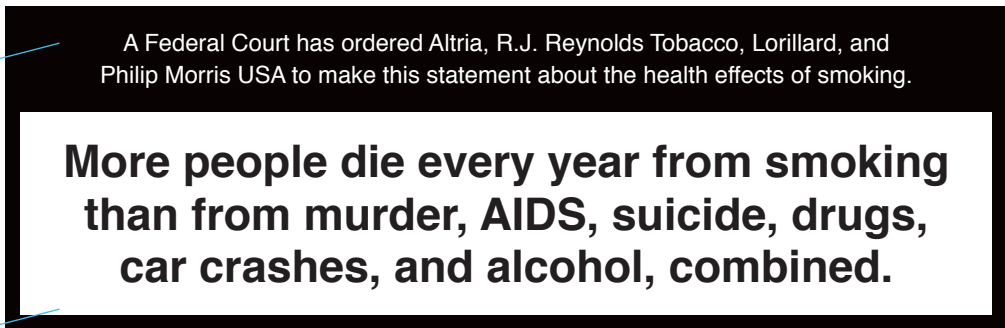 A Federal Court has ordered Altria, R.J. Reynolds Tobacco, Lorillard, and
Philip Morris USA to make this statement about the health effects of smoking.
More people die every year from smoking
than from murder, AIDS, suicide, drugs,
car crashes, and alcohol, combined.